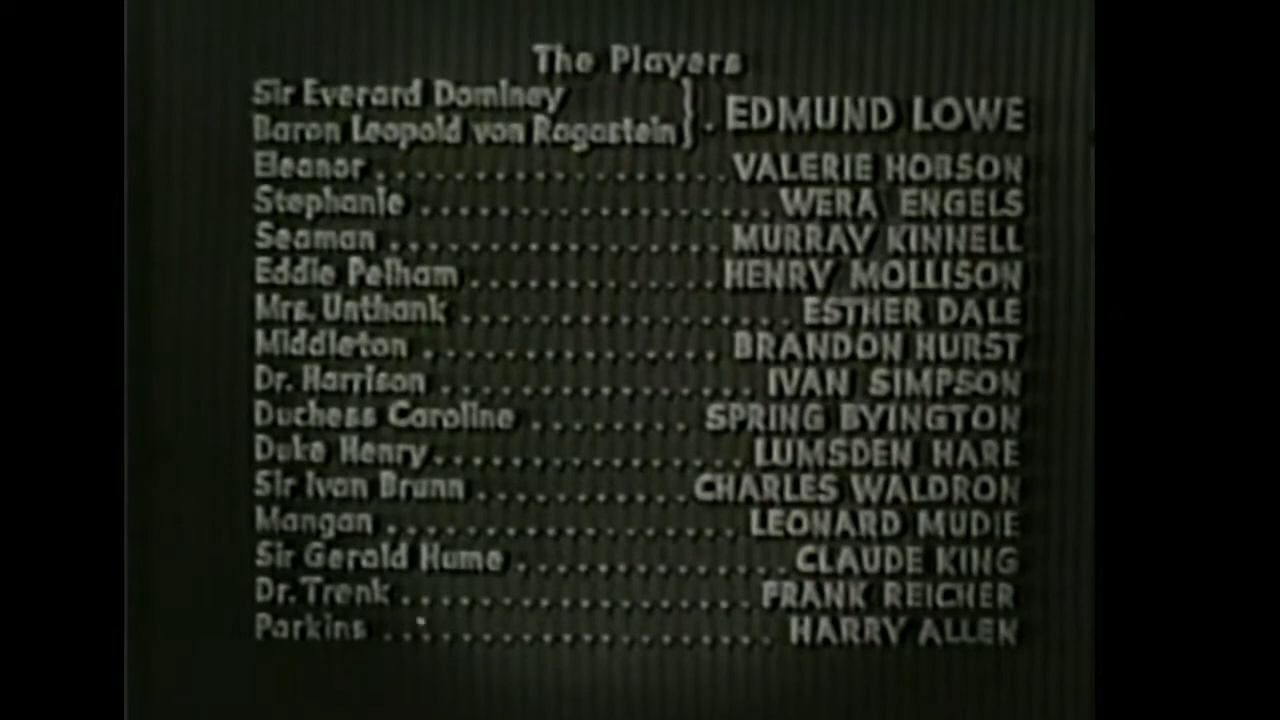 The Players
Sir Everard Dominey
Baron Leopold von Ragastein } . EDMUND LOWE
Eleanor . . . . . . . . . . . . . . . . . . VALERIE HOBSON
Stephanie . . . . . . . . . . . . . . . . . . WERA ENGELS
Seaman . . . . . . . . . . . . . . . . . MURRAY KINNELL
Eddie Pelham . . . . . . . . . . . . . HENRY MOLLISON
Mrs. Unthank . . . . . . . . . . . . . . . . . ESTHER DALE
Middleton . . . . . . . . . . . . . . . BRANDON HURST
Dr. Harrison . . . . . . . . . . . . . . . . IVAN SIMPSON
Duchess Caroline . . . . . . . . SPRING BYINGTON
Duke Henry . . . . . . . . . . . . . . . . LUMSDEN HARE
Sir Ivan Brunn . . . . . . . . . . . CHARLES WALDRON
Mangan . . . . . . . . . . . . . . . . . . LEONARD MUDIE
Sir Gerald Hume . . . . . . . . . . . . . . CLAUDE KING
Dr. Trenk . . . . . . . . . . . . . . . . . . FRANK REICHER
Parkins . . . . . . . . . . . . . . . . . . . . HARRY ALLEN